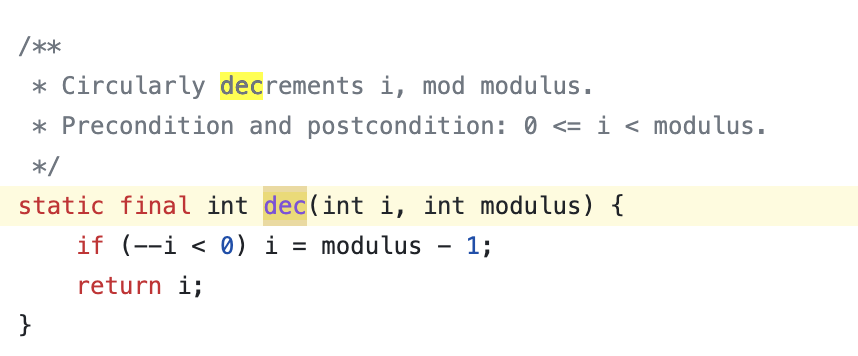 /**
 * Circularly decrements i, mod modulus.
 * Precondition and postcondition: 0 <= i < modulus.
 */
static final int dec(int i, int modulus) {
    if (--i < 0) i = modulus - 1;
    return i;
}